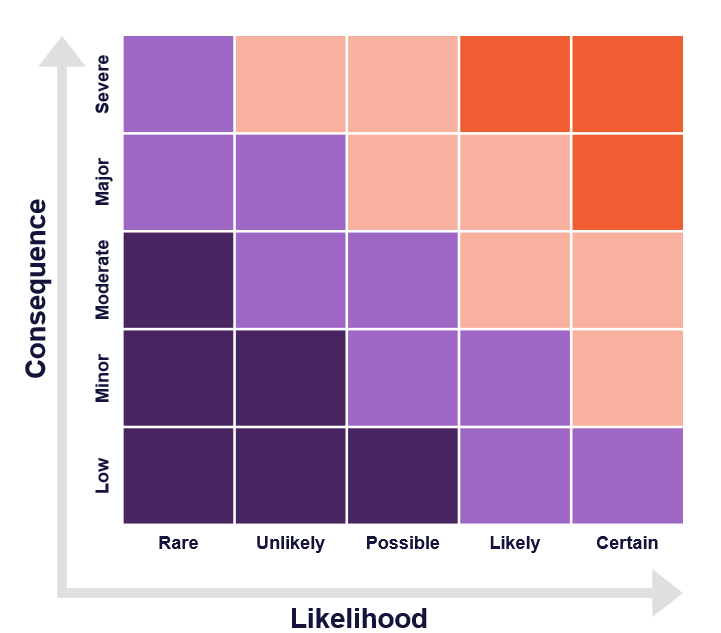 Severe
Major
Moderate
Minor
Low
Consequence
Rare Unlikely Possible Likely Certain
Likelihood